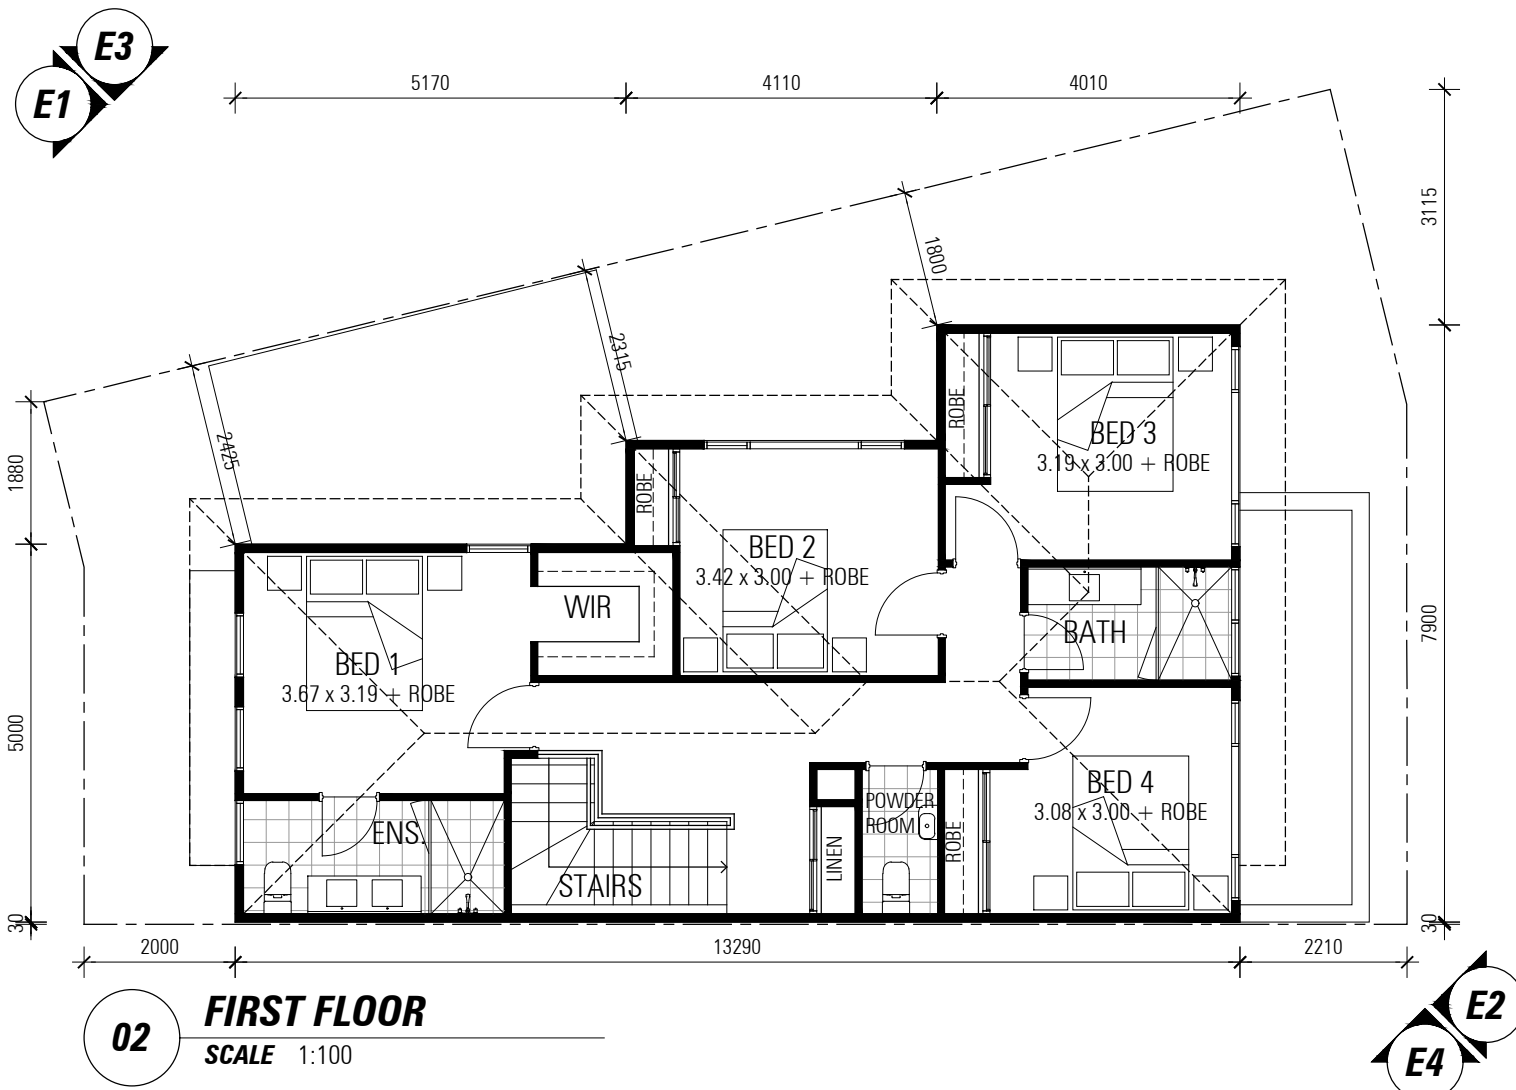 E3
E1
5170
4110
4010
3115
1800
2315
2425
1880
ROBE
BED 3
3.19 x 3.00 + ROBE
ROBE
BED 2
3.42 x 3.00 + ROBE
WIR
BATH
7900
BED 1
3.67 x 3.19 + ROBE
5000
BED 4
3.08 x 3.00 + ROBE
POWDER
ROOM
ENS.
LINEN
ROBE
STAIRS
30
30
2000
13290
2210
02
FIRST FLOOR
SCALE 1:100
E2
E4